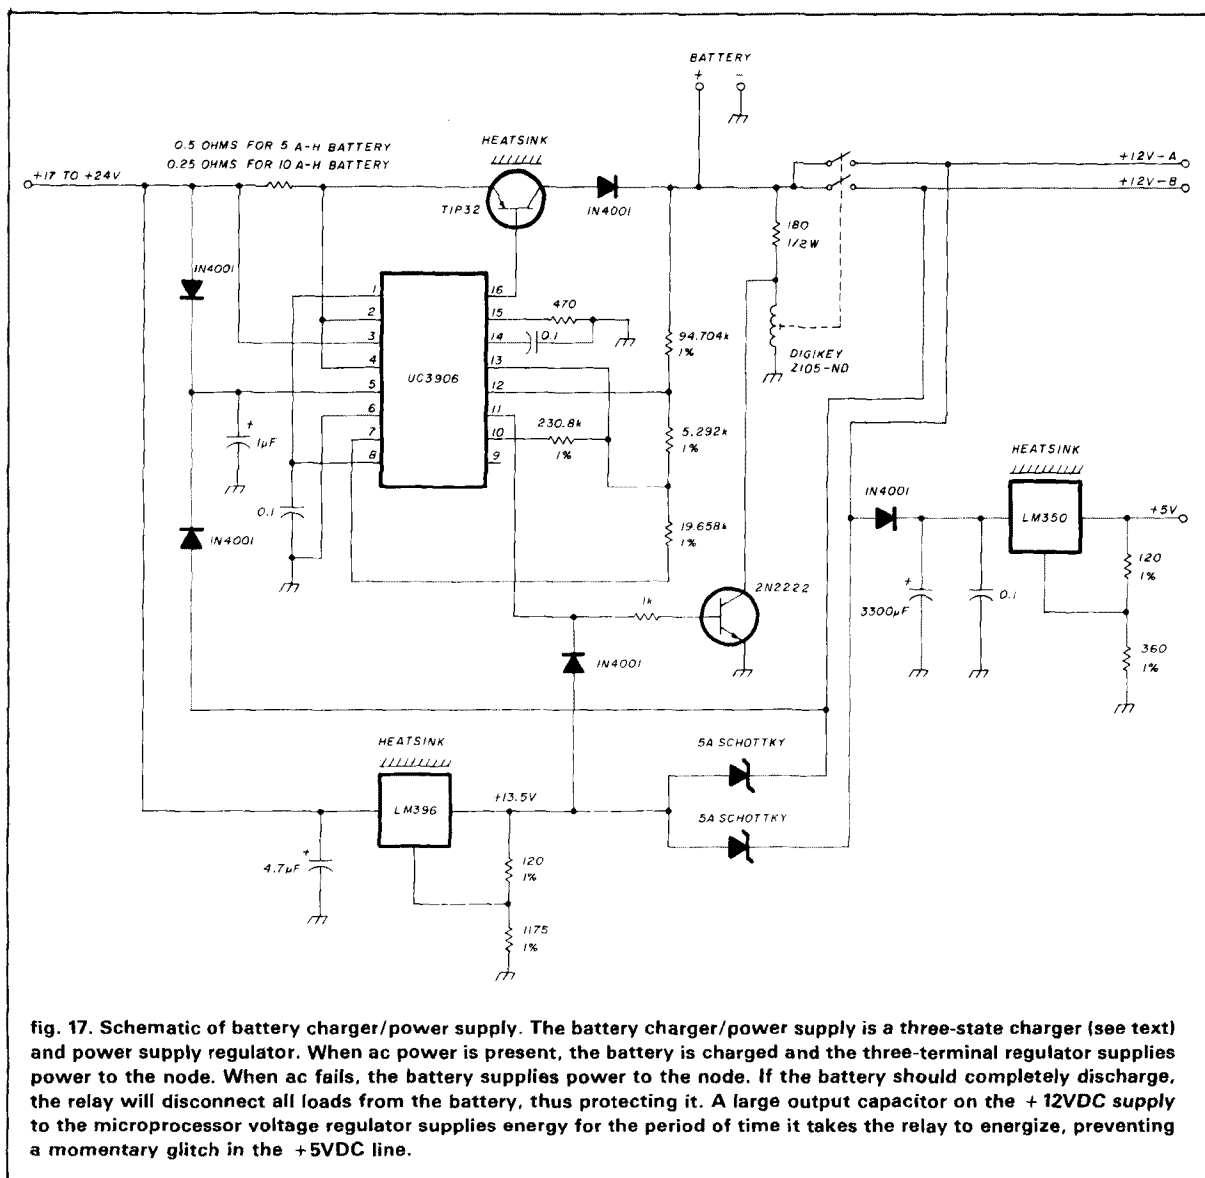 BATTERY
+ -
0.5 OHMS FOR 5 A-H BATTERY
0.25 OHMS FOR 10 A-H BATTERY
HEATSINK
+17 TO +24V
TIP32
1N4001
+12V-A
+12V-B
180
1/2W
1N4001
1
2
3
4
5
6
7
8
UC3906
16
15
14
13
12
11
10
9
470
0.1
94.704k
1%
DIGIKEY
Z105-ND
+
1µF
230.8k
1%
5.292k
1%
HEATSINK
0.1
1N4001
19.658k
1%
1N4001
LM350
+5V
120
1%
+
3300µF
0.1
360
1%
1k
2N2222
1N4001
HEATSINK
LM396
+13.5V
5A SCHOTTKY
5A SCHOTTKY
+
4.7µF
120
1%
1175
1%
fig. 17. Schematic of battery charger/power supply. The battery charger/power supply is a three-state charger (see text)
and power supply regulator. When ac power is present, the battery is charged and the three-terminal regulator supplies
power to the node. When ac fails, the battery supplies power to the node. If the battery should completely discharge,
the relay will disconnect all loads from the battery, thus protecting it. A large output capacitor on the + 12VDC supply
to the microprocessor voltage regulator supplies energy for the period of time it takes the relay to energize, preventing
a momentary glitch in the +5VDC line.